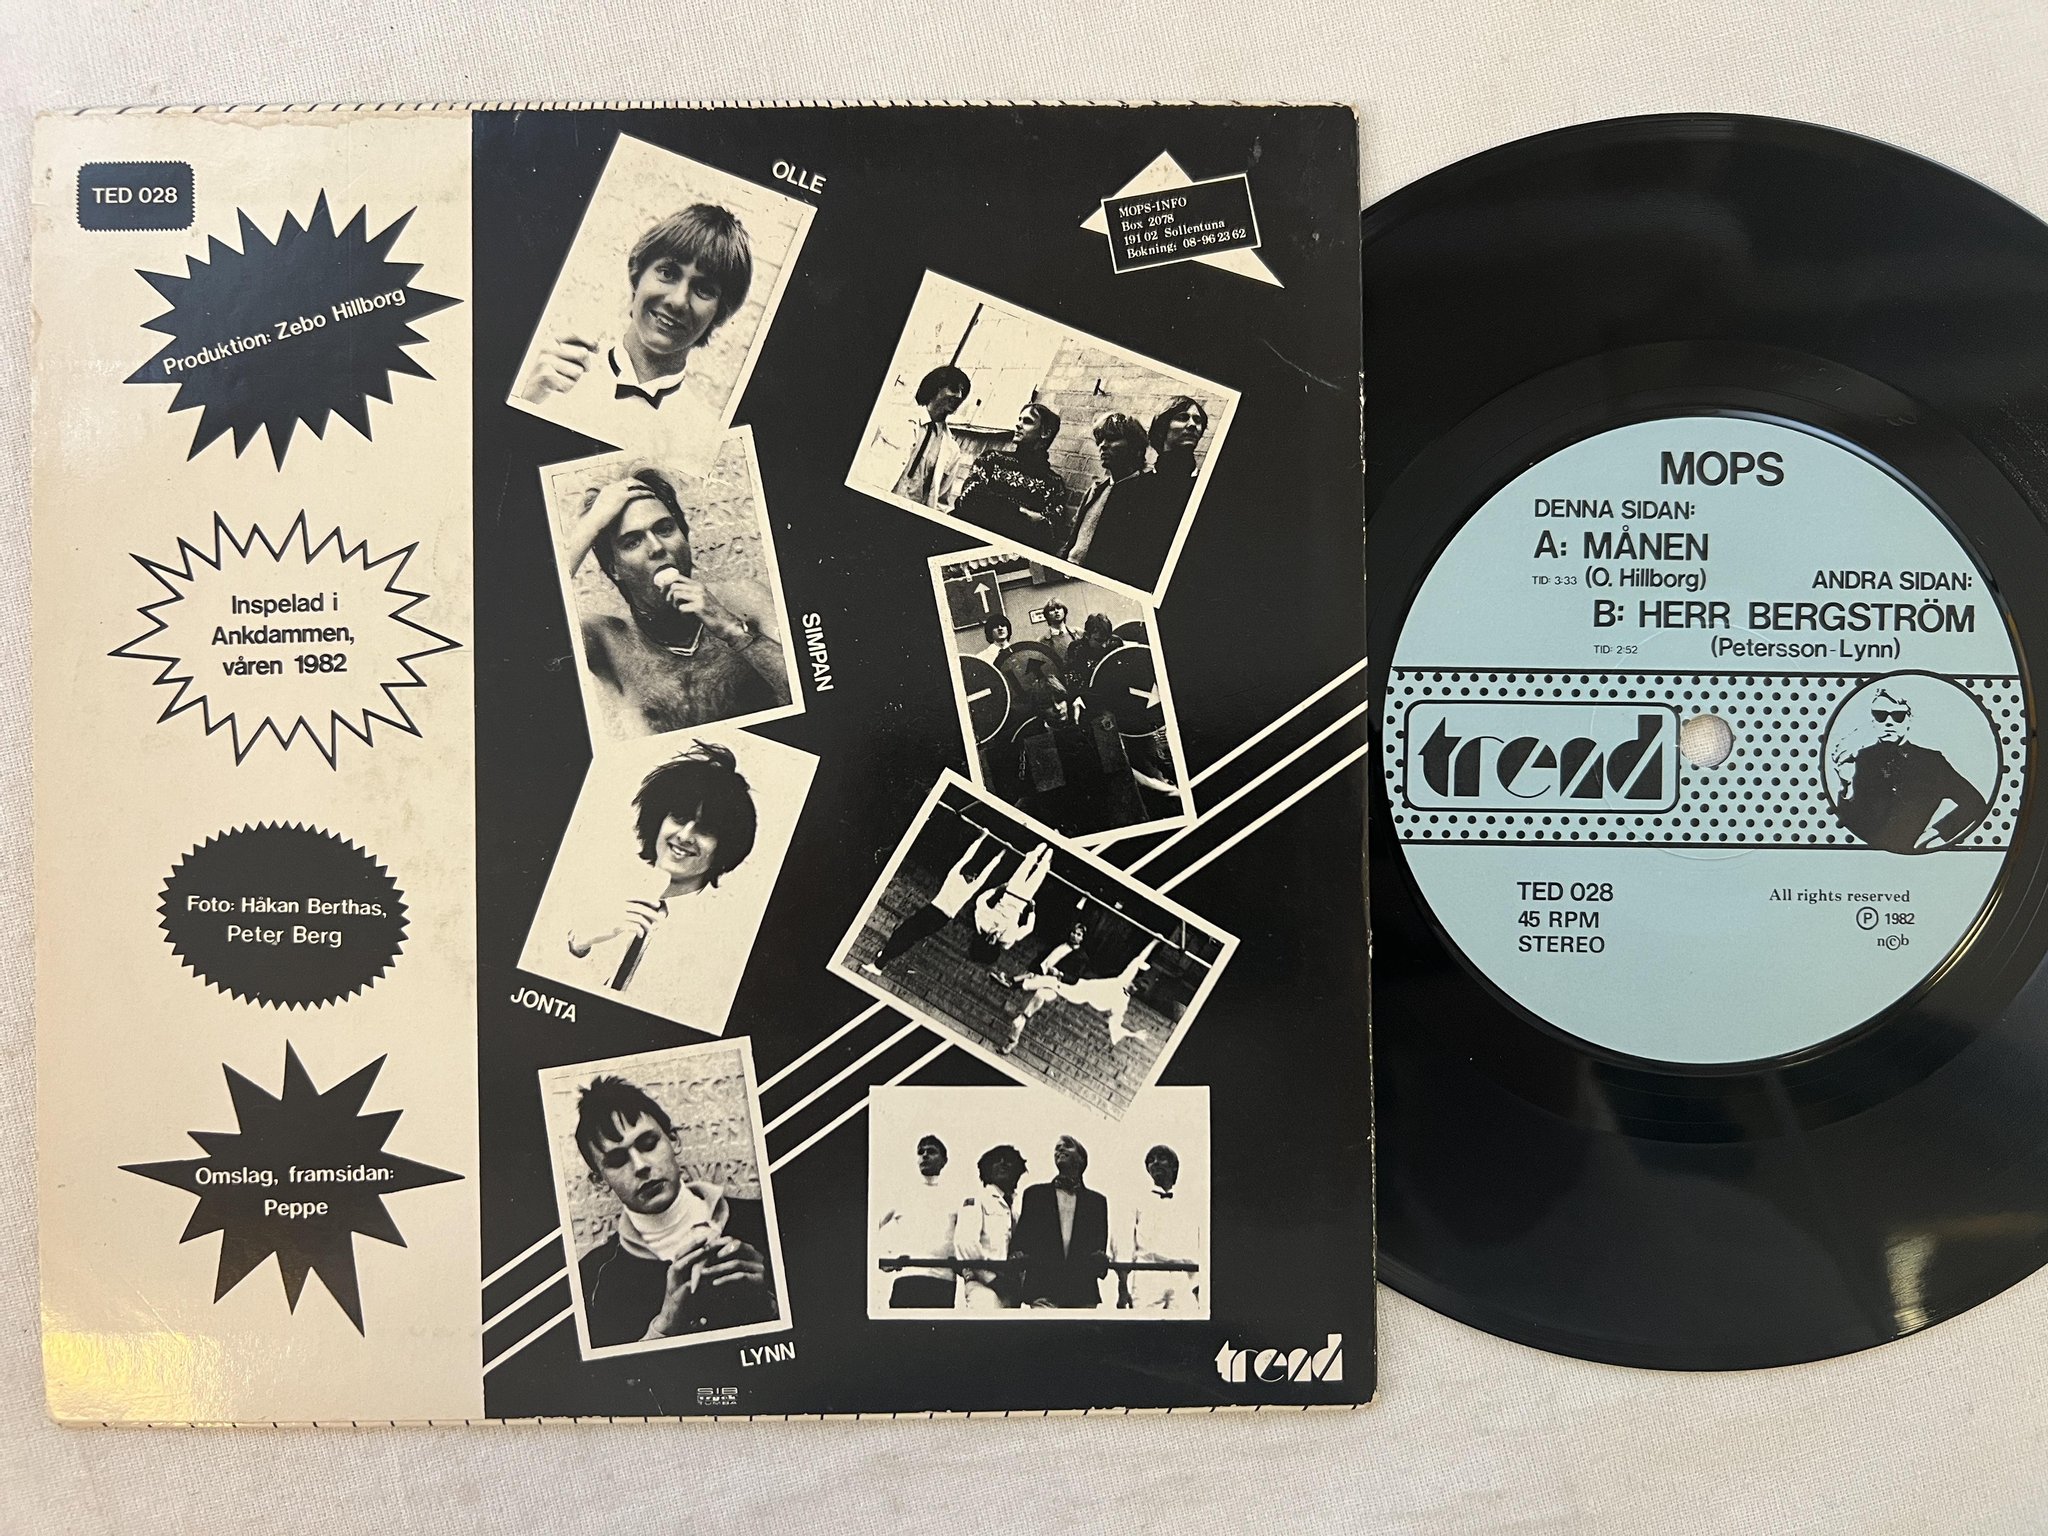 TED 028
Produktion: Zebo Hillborg
Inspelad i
Ankdammen,
våren 1982
Foto: Håkan Berthas,
Peter Berg
Omslag, framsidan:
Peppe
OLLE
SIMPAN
JONTA
LYNN
MOPS-INFO
Box 2078
191 02 Sollentuna
Bokning: 08-96 23 62
trend
SIB
tryck
TUMBA
MOPS
DENNA SIDAN:
A: MÅNEN
TID: 3:33 (O. Hillborg)
ANDRA SIDAN:
B: HERR BERGSTRÖM
TID: 2:52 (Petersson-Lynn)
trend
TED 028
45 RPM
STEREO
All rights reserved
Ⓟ 1982
n©b